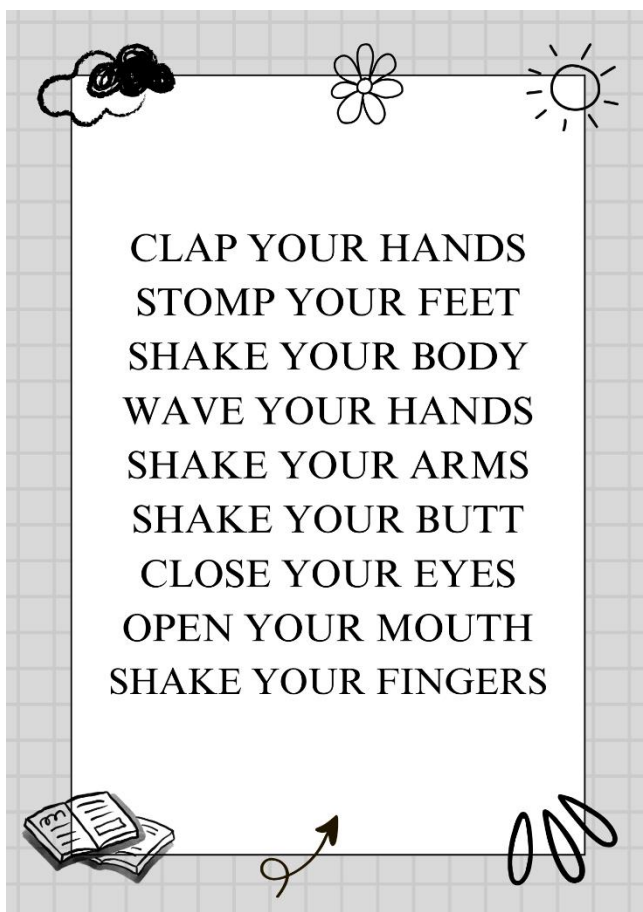 CLAP YOUR HANDS
STOMP YOUR FEET
SHAKE YOUR BODY
WAVE YOUR HANDS
SHAKE YOUR ARMS
SHAKE YOUR BUTT
CLOSE YOUR EYES
OPEN YOUR MOUTH
SHAKE YOUR FINGERS